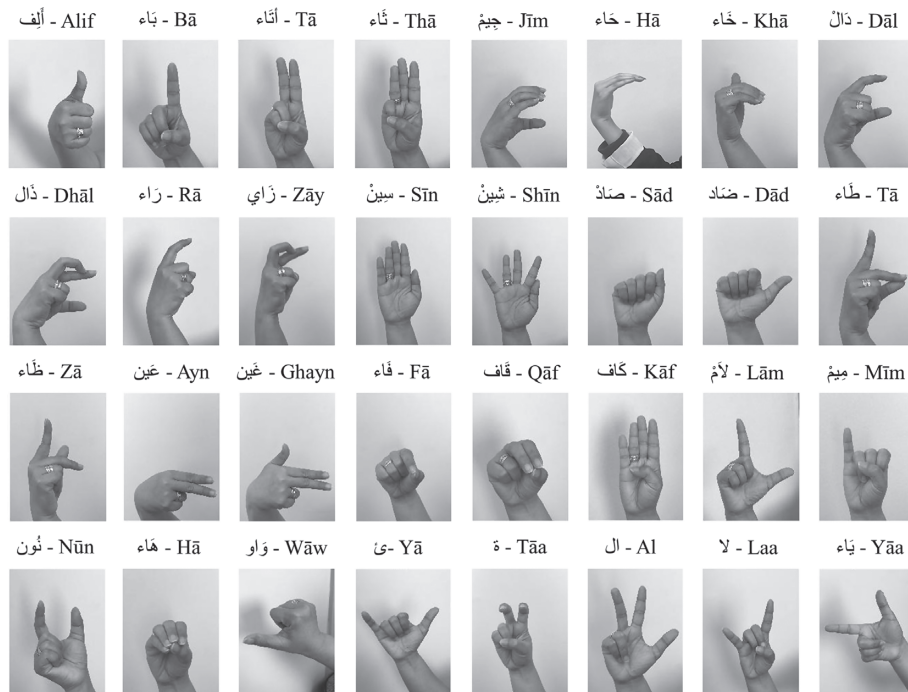 أَلِف - Alif بَاء - Bā أتَاء - Tā ثَاء - Thā جِيمْ - Jīm حَاء - Hā خَاء - Khā دَالْ - Dāl
ذَال - Dhāl رَاء - Rā زَاي - Zāy سِينْ - Sīn شِينْ - Shīn صَادْ - Sād ضَاد - Dād طَاء - Tā
ظَاء - Zā عَين - Ayn غَين - Ghayn فَاء - Fā قَاف - Qāf كَاف - Kāf لاَمْ - Lām مِيمْ - Mīm
نُون - Nūn هَاء - Hā وَاو - Wāw ئ - Yā ة - Tāa ال - Al لا - Laa يَاء - Yāa